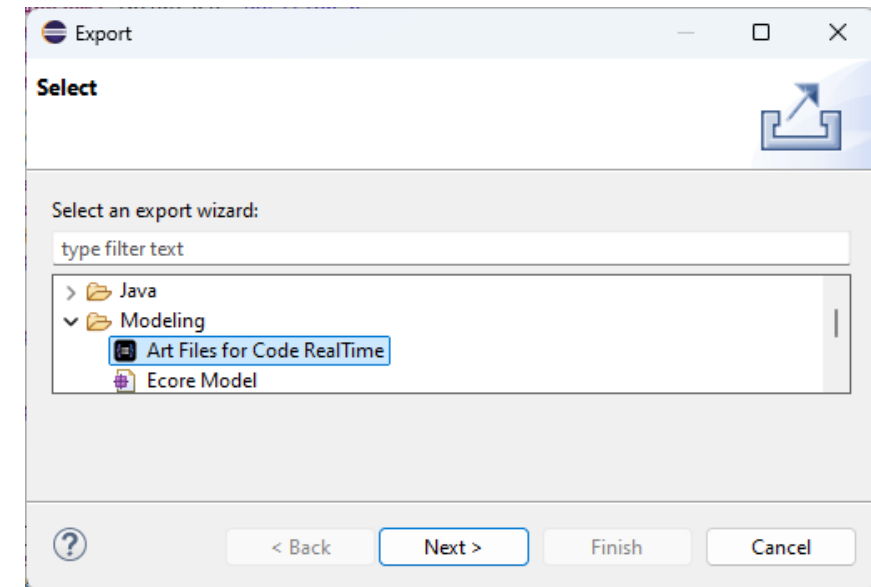 Export
Select
Select an export wizard:
type filter text
Java
Modeling
Art Files for Code RealTime
Ecore Model
?
< Back
Next >
Finish
Cancel